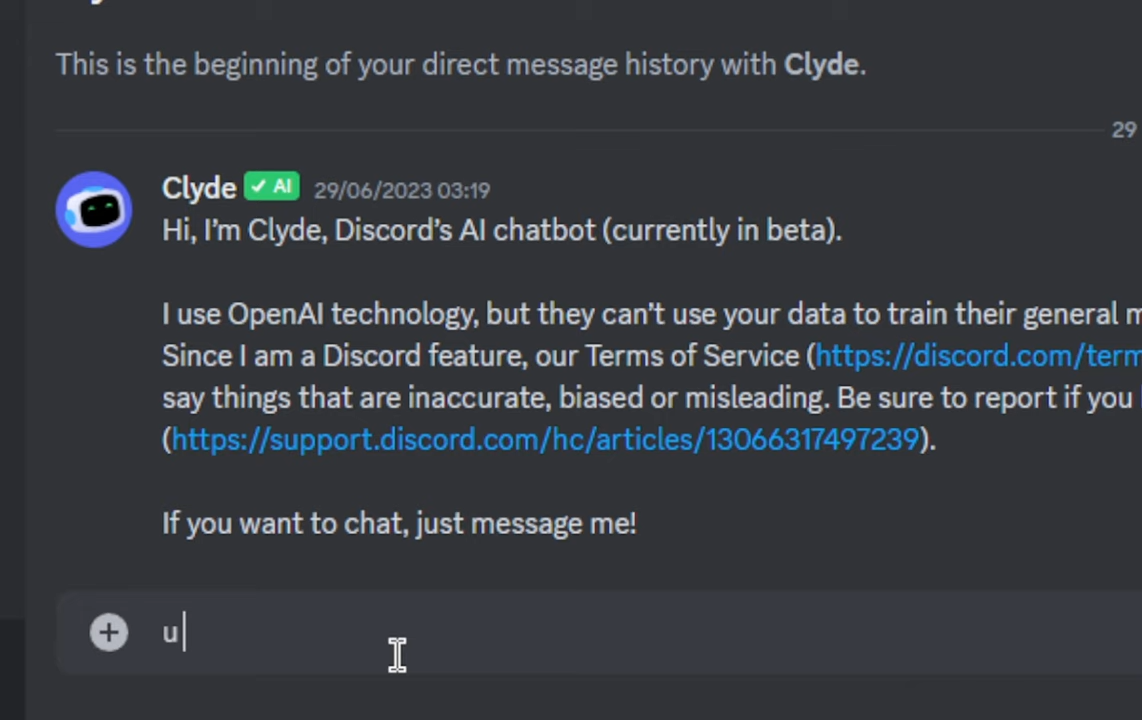 This is the beginning of your direct message history with Clyde.
29
Clyde ✓ AI 29/06/2023 03:19
Hi, I'm Clyde, Discord's AI chatbot (currently in beta).
I use OpenAI technology, but they can't use your data to train their general
Since I am a Discord feature, our Terms of Service (https://discord.com/term
say things that are inaccurate, biased or misleading. Be sure to report if you
(https://support.discord.com/hc/articles/13066317497239).
If you want to chat, just message me!
u